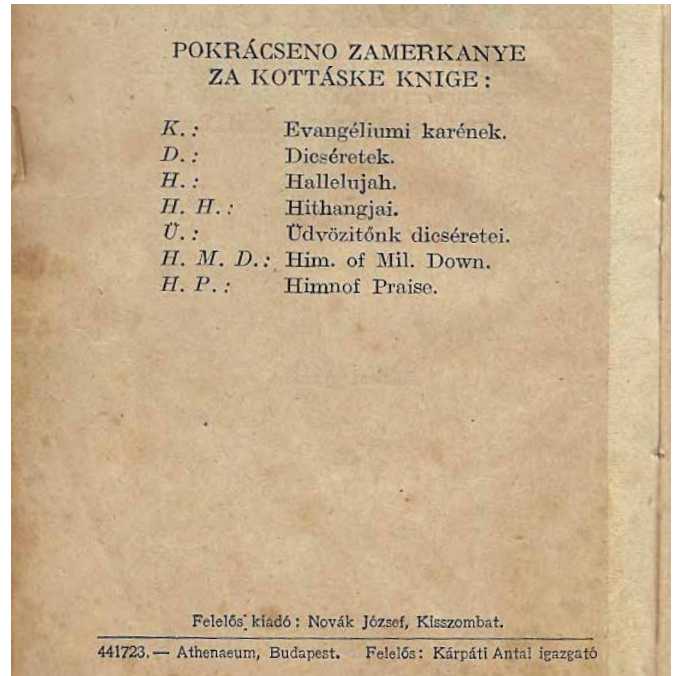 POKRÁCSENO ZAMERKANYE
ZA KOTTÁSKE KNIGE:
K.: Evangéliumi karének.
D.: Dicséretek.
H.: Hallelujah.
H. H.: Hithangjai.
Ü.: Üdvözitőnk dicséretei.
H. M. D.: Him. of Mil. Down.
H. P.: Himnof Praise.
Felelős kiadó: Novák József, Kisszombat.
441723.— Athenaeum, Budapest. Felelős: Kárpáti Antal igazgató